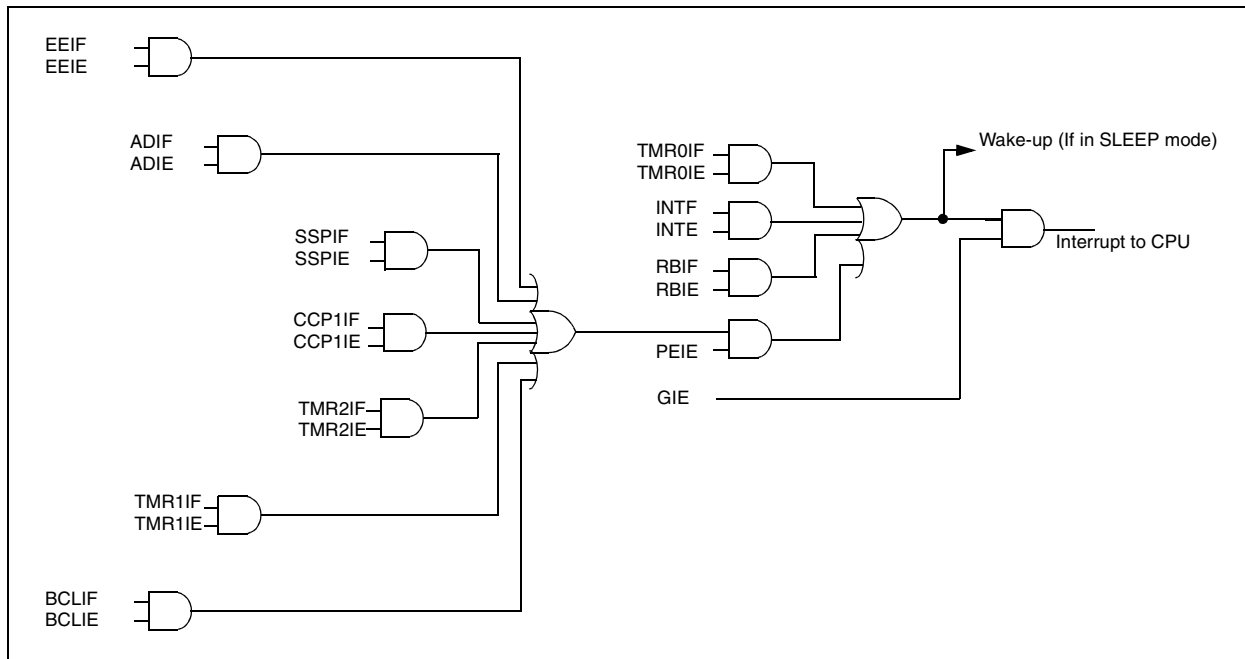 EEIF
EEIE
ADIF
ADIE
SSPIF
SSPIE
CCP1IF
CCP1IE
TMR2IF
TMR2IE
TMR1IF
TMR1IE
BCLIF
BCLIE
TMR0IF
TMR0IE
INTF
INTE
RBIF
RBIE
PEIE
GIE
Wake-up (If in SLEEP mode)
Interrupt to CPU